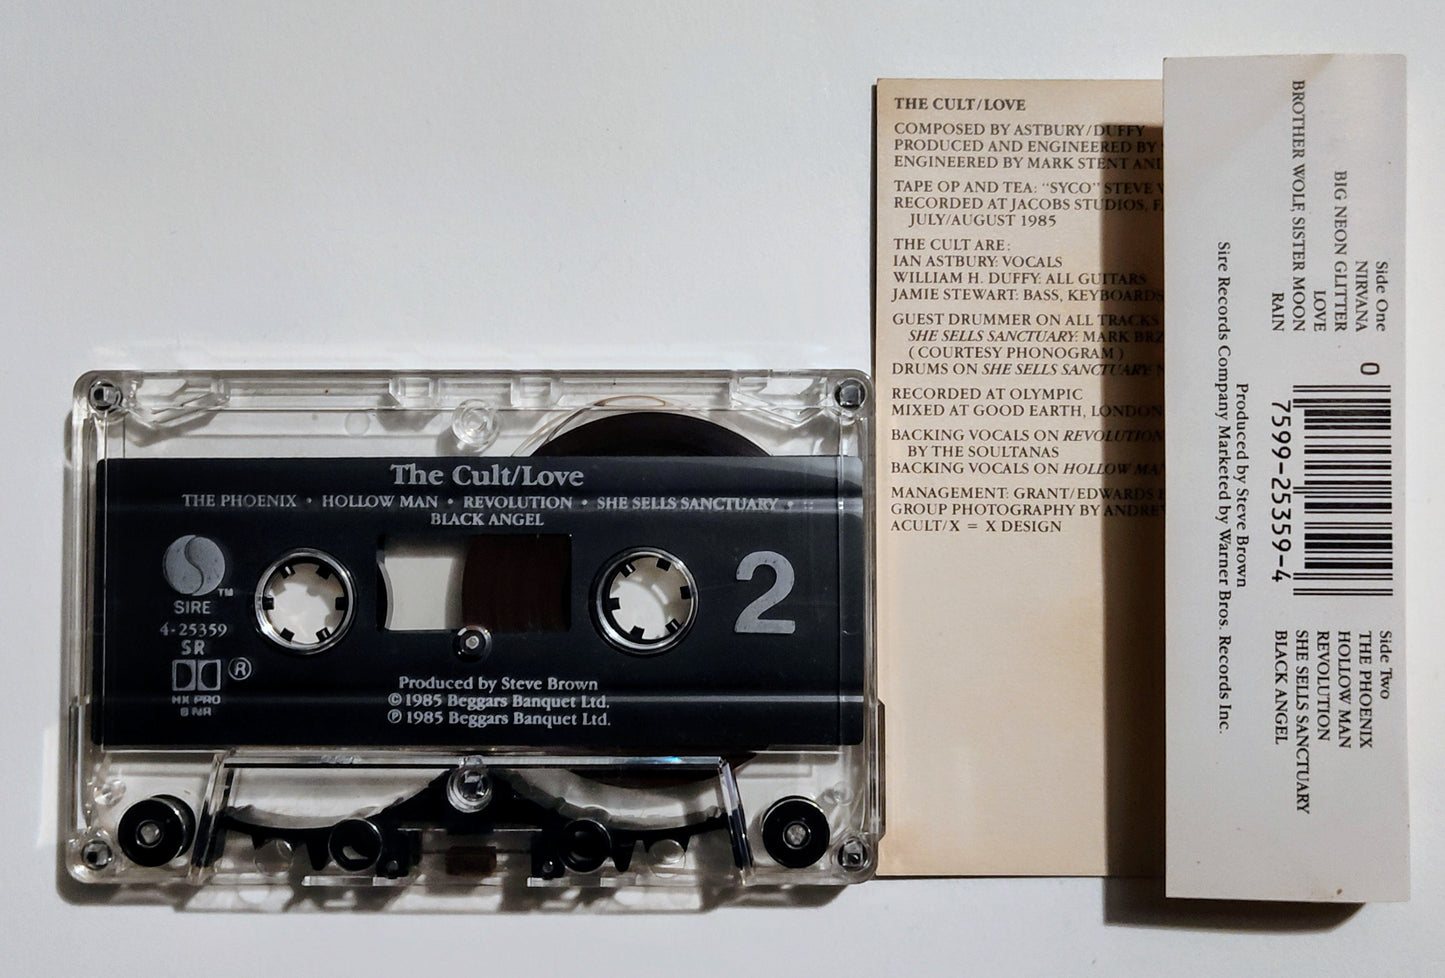 The Cult/Love
THE PHOENIX • HOLLOW MAN • REVOLUTION • SHE SELLS SANCTUARY •
BLACK ANGEL
SIRE
TM
4-25359
SR
®
HX PRO
B NR
2
Produced by Steve Brown
© 1985 Beggars Banquet Ltd.
℗ 1985 Beggars Banquet Ltd.
THE CULT/LOVE
COMPOSED BY ASTBURY/DUFFY
PRODUCED AND ENGINEERED BY
ENGINEERED BY MARK STENT
TAPE OP AND TEA: “SYCO” STEVE
RECORDED AT JACOBS STUDIOS,
JULY/AUGUST 1985
THE CULT ARE:
IAN ASTBURY: VOCALS
WILLIAM H. DUFFY: ALL GUITARS
JAMIE STEWART: BASS, KEYBOARDS
GUEST DRUMMER ON ALL TRACKS
SHE SELLS SANCTUARY: MARK
(COURTESY PHONOGRAM)
DRUMS ON SHE SELLS SANCTUARY
RECORDED AT OLYMPIC
MIXED AT GOOD EARTH, LONDON
BACKING VOCALS ON REVOLUTION
BY THE SOULTANAS
BACKING VOCALS ON HOLLOW
MANAGEMENT: GRANT/EDWARDS
GROUP PHOTOGRAPHY BY
ACULT/X = X DESIGN
Side One
NIRVANA
BIG NEON GLITTER
LOVE
BROTHER WOLF, SISTER MOON
RAIN
0
7599-25359-4
Side Two
THE PHOENIX
HOLLOW MAN
REVOLUTION
SHE SELLS SANCTUARY
BLACK ANGEL
Produced by Steve Brown
Sire Records Company Marketed by Warner Bros. Records Inc.